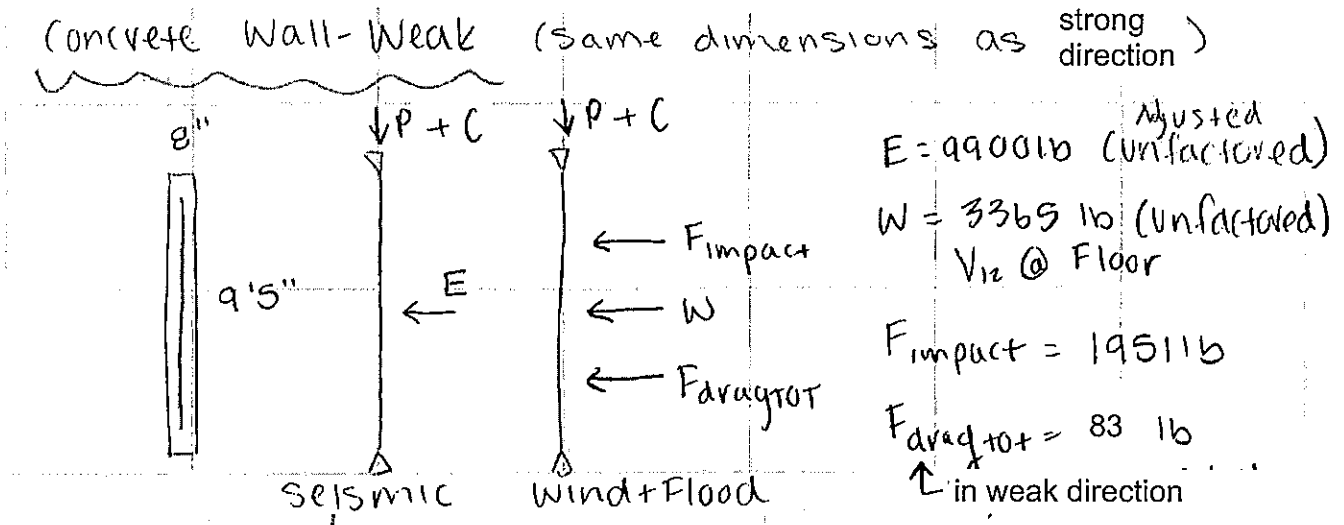 Concrete Wall-Weak (same dimensions as strong direction)
8"
9'5"
P + C
E
seismic
P + C
Fimpact
W
FdragTOT
Wind+Flood
Adjusted
E = 9900lb (unfactored)
W = 3365 lb (unfactored)
V12 @ Floor
Fimpact = 1951lb
Fdragtot = 83 lb
in weak direction